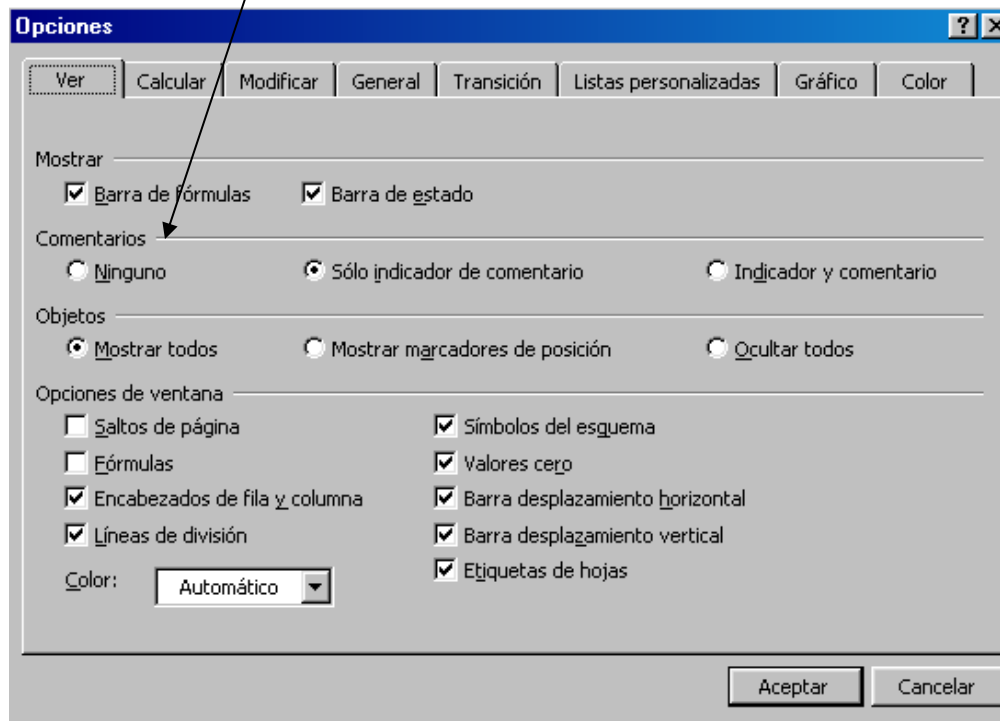 Opciones
Ver Calcular Modificar General Transición Listas personalizadas Gráfico Color
Mostrar
Barra de fórmulas Barra de estado
Comentarios
Ninguno Sólo indicador de comentario Indicador y comentario
Objetos
Mostrar todos Mostrar marcadores de posición Ocultar todos
Opciones de ventana
Saltos de página Símbolos del esquema
Fórmulas Valores cero
Encabezados de fila y columna Barra desplazamiento horizontal
Líneas de división Barra desplazamiento vertical
Etiquetas de hojas
Color: Automático
Aceptar Cancelar